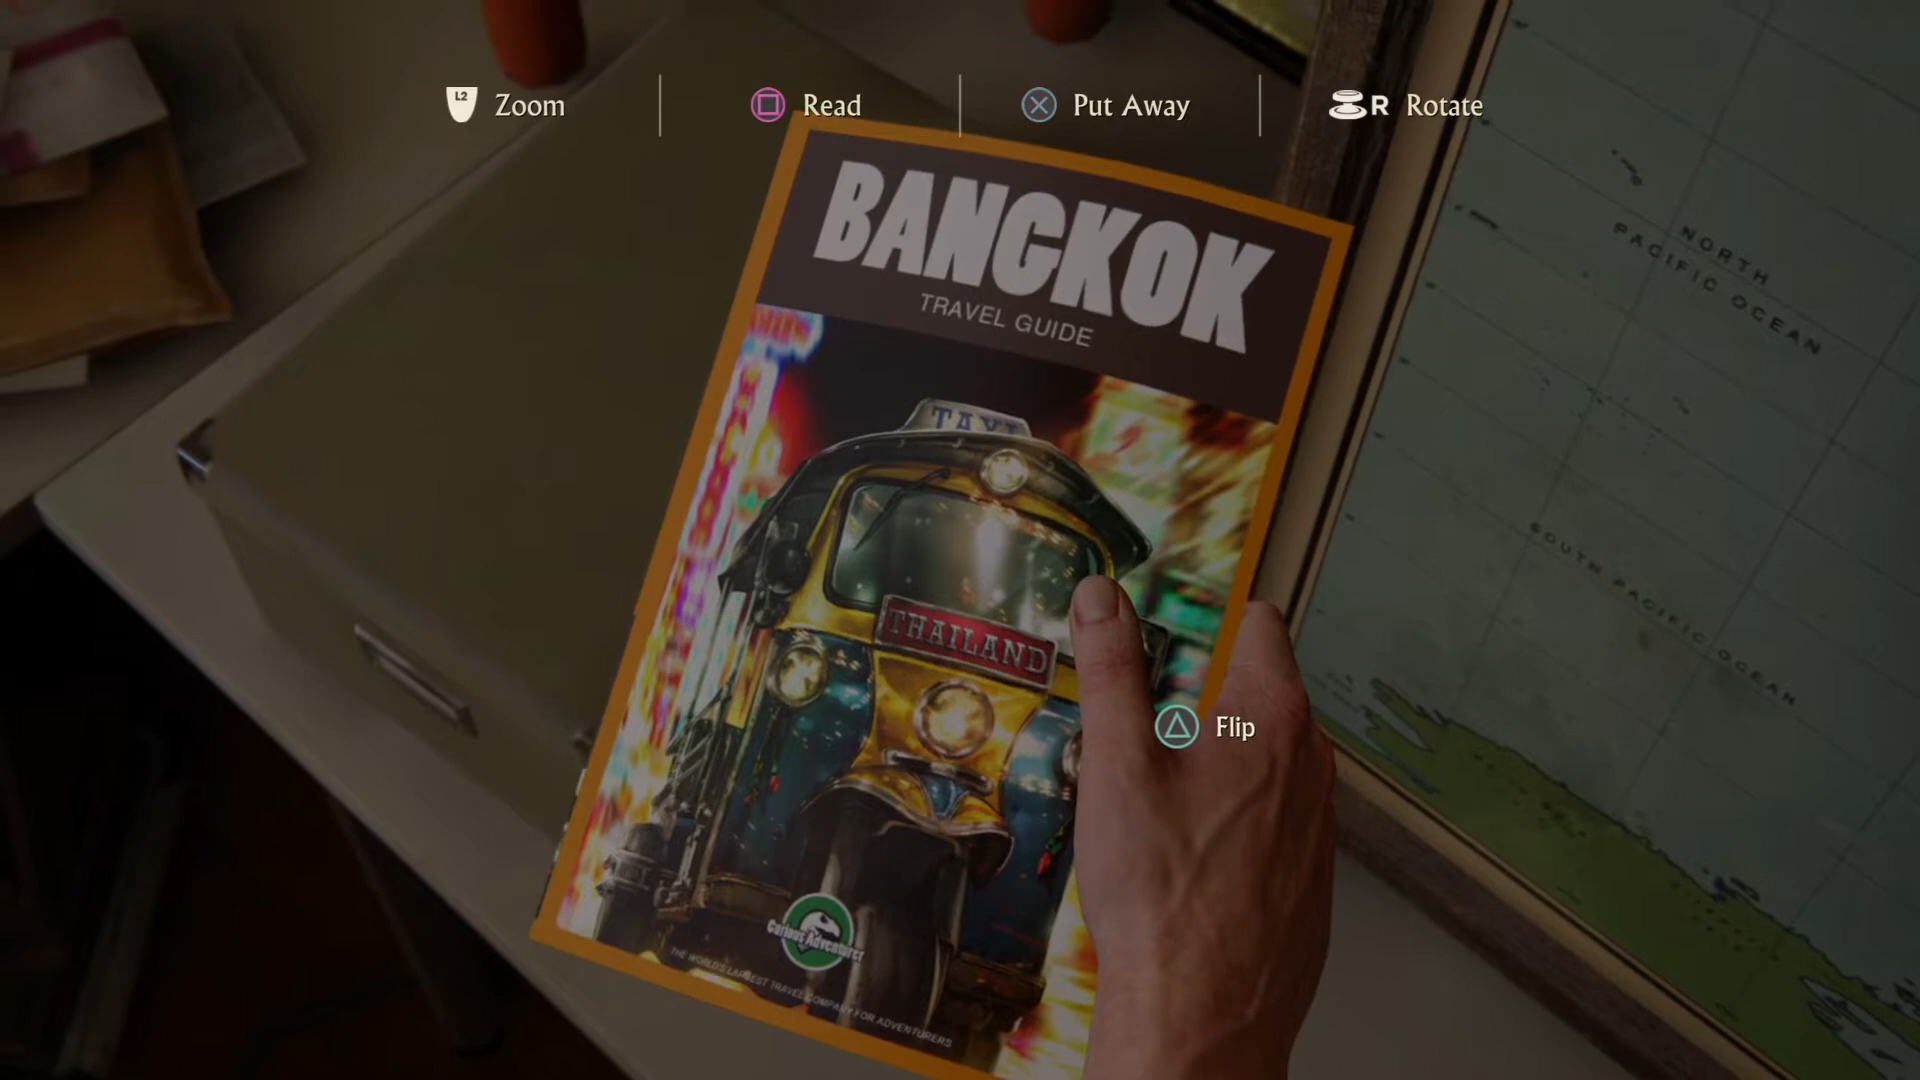 L2 Zoom
Read
Put Away
R Rotate
BANGKOK
TRAVEL GUIDE
TAXI
THAILAND
Flip
Curious Adventurer
THE WORLD'S LARGEST TRAVEL COMPANY FOR ADVENTURERS
NORTH
PACIFIC OCEAN
SOUTH PACIFIC OCEAN